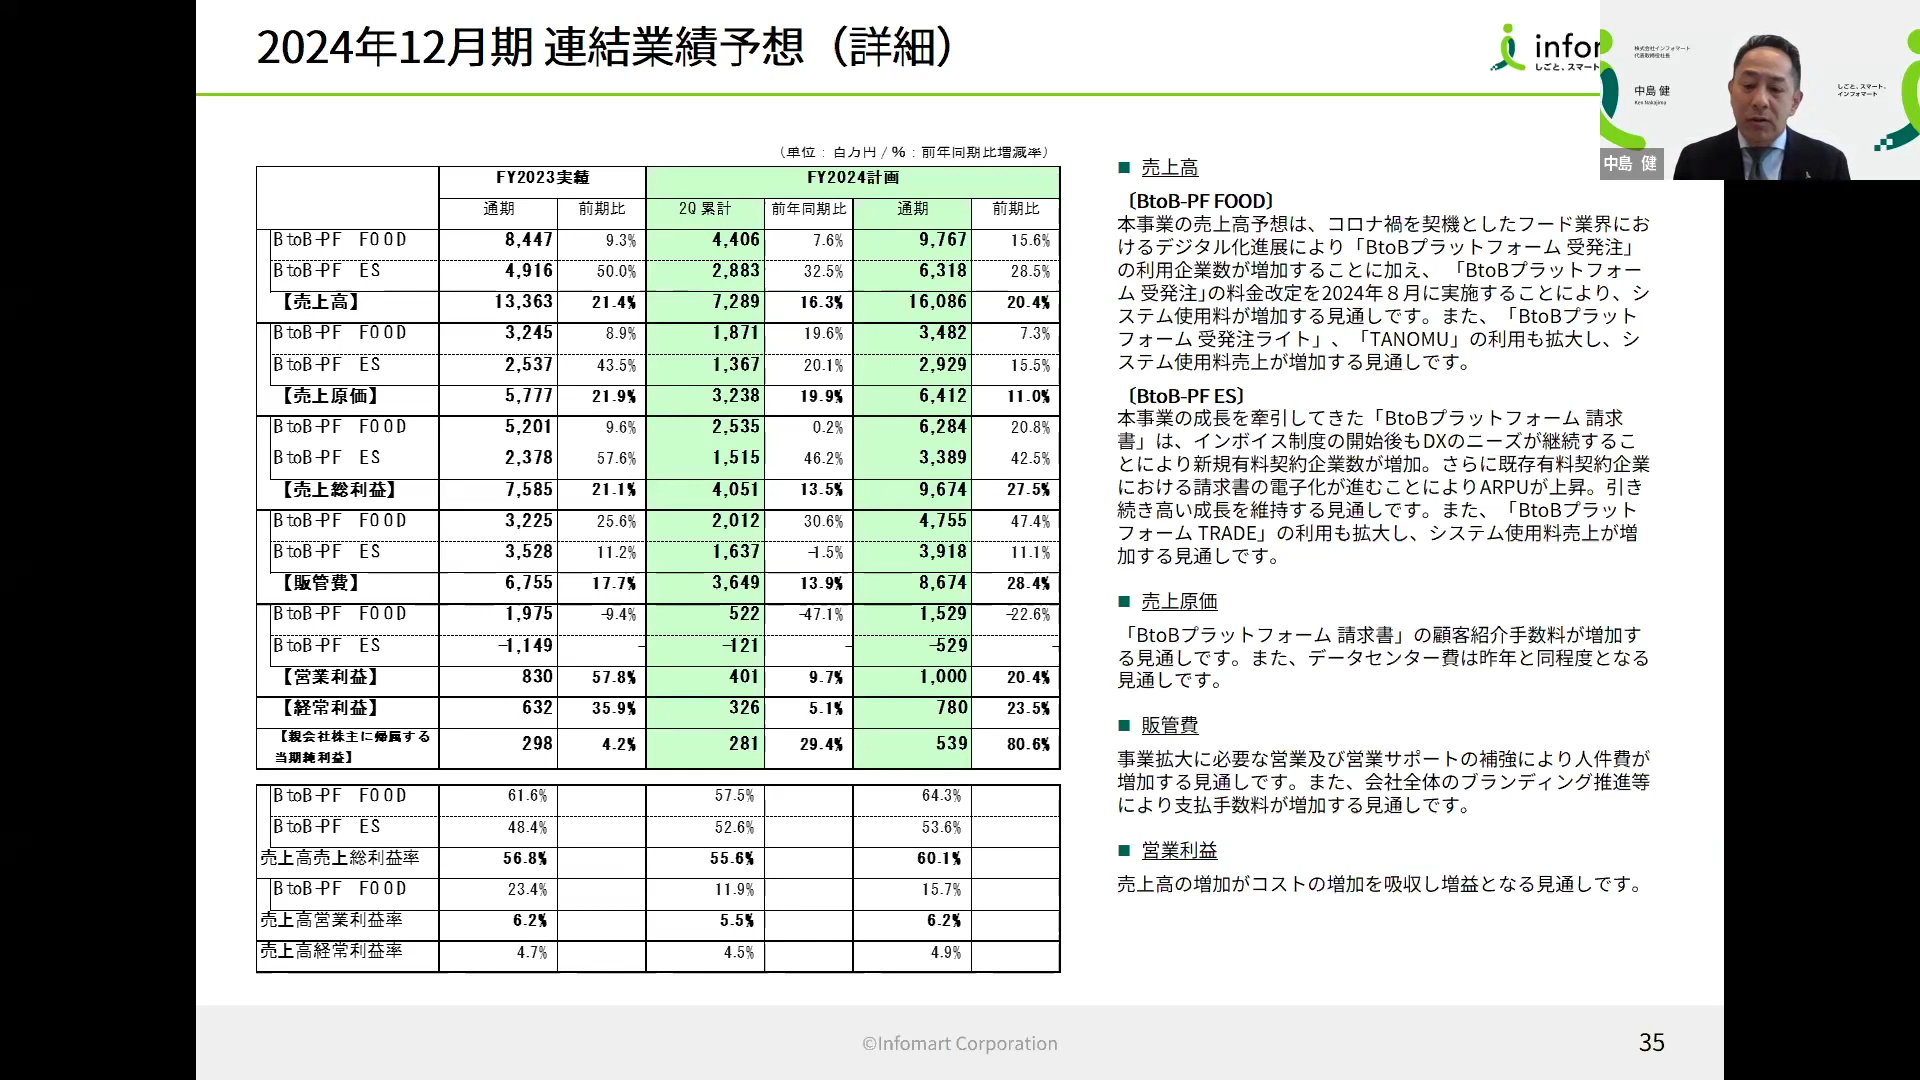 2024年12月期 連結業績予想（詳細）
infor
しごと、スマート
株式会社インフォマート
代表取締役社長
中島 健
Ken Nakajima
しごと、スマート。
インフォマート
中島 健
（単位：百万円 / %：前年同期比増減率）
FY2023実績 FY2024計画
通期 前期比 2Q 累計 前年同期比 通期 前期比
BtoB-PF FOOD 8,447 9.3% 4,406 7.6% 9,767 15.6%
BtoB-PF ES 4,916 50.0% 2,883 32.5% 6,318 28.5%
【売上高】 13,363 21.4% 7,289 16.3% 16,086 20.4%
BtoB-PF FOOD 3,245 8.9% 1,871 19.6% 3,482 7.3%
BtoB-PF ES 2,537 43.5% 1,367 20.1% 2,929 15.5%
【売上原価】 5,777 21.9% 3,238 19.9% 6,412 11.0%
BtoB-PF FOOD 5,201 9.6% 2,535 0.2% 6,284 20.8%
BtoB-PF ES 2,378 57.6% 1,515 46.2% 3,389 42.5%
【売上総利益】 7,585 21.1% 4,051 13.5% 9,674 27.5%
BtoB-PF FOOD 3,225 25.6% 2,012 30.6% 4,755 47.4%
BtoB-PF ES 3,528 11.2% 1,637 -1.5% 3,918 11.1%
【販管費】 6,755 17.7% 3,649 13.9% 8,674 28.4%
BtoB-PF FOOD 1,975 -9.4% 522 -47.1% 1,529 -22.6%
BtoB-PF ES -1,149 - -121 - -529 -
【営業利益】 830 57.8% 401 9.7% 1,000 20.4%
【経常利益】 632 35.9% 326 5.1% 780 23.5%
【親会社株主に帰属する
当期純利益】 298 4.2% 281 29.4% 539 80.6%
BtoB-PF FOOD 61.6% 57.5% 64.3%
BtoB-PF ES 48.4% 52.6% 53.6%
売上高売上総利益率 56.8% 55.6% 60.1%
BtoB-PF FOOD 23.4% 11.9% 15.7%
売上高営業利益率 6.2% 5.5% 6.2%
売上高経常利益率 4.7% 4.5% 4.9%
■ 売上高
〔BtoB-PF FOOD〕
本事業の売上高予想は、コロナ禍を契機としたフード業界にお
けるデジタル化進展により「BtoBプラットフォーム 受発注」
の利用企業数が増加することに加え、 「BtoBプラットフォー
ム 受発注」の料金改定を2024年８月に実施することにより、シ
ステム使用料が増加する見通しです。また、「BtoBプラット
フォーム 受発注ライト」、「TANOMU」の利用も拡大し、シ
ステム使用料売上が増加する見通しです。
〔BtoB-PF ES〕
本事業の成長を牽引してきた「BtoBプラットフォーム 請求
書」は、インボイス制度の開始後もDXのニーズが継続するこ
とにより新規有料契約企業数が増加。さらに既存有料契約企業
における請求書の電子化が進むことによりARPUが上昇。引き
続き高い成長を維持する見通しです。また、「BtoBプラット
フォーム TRADE」の利用も拡大し、システム使用料売上が増
加する見通しです。
■ 売上原価
「BtoBプラットフォーム 請求書」の顧客紹介手数料が増加す
る見通しです。また、データセンター費は昨年と同程度となる
見通しです。
■ 販管費
事業拡大に必要な営業及び営業サポートの補強により人件費が
増加する見通しです。また、会社全体のブランディング推進等
により支払手数料が増加する見通しです。
■ 営業利益
売上高の増加がコストの増加を吸収し増益となる見通しです。
©Infomart Corporation
35